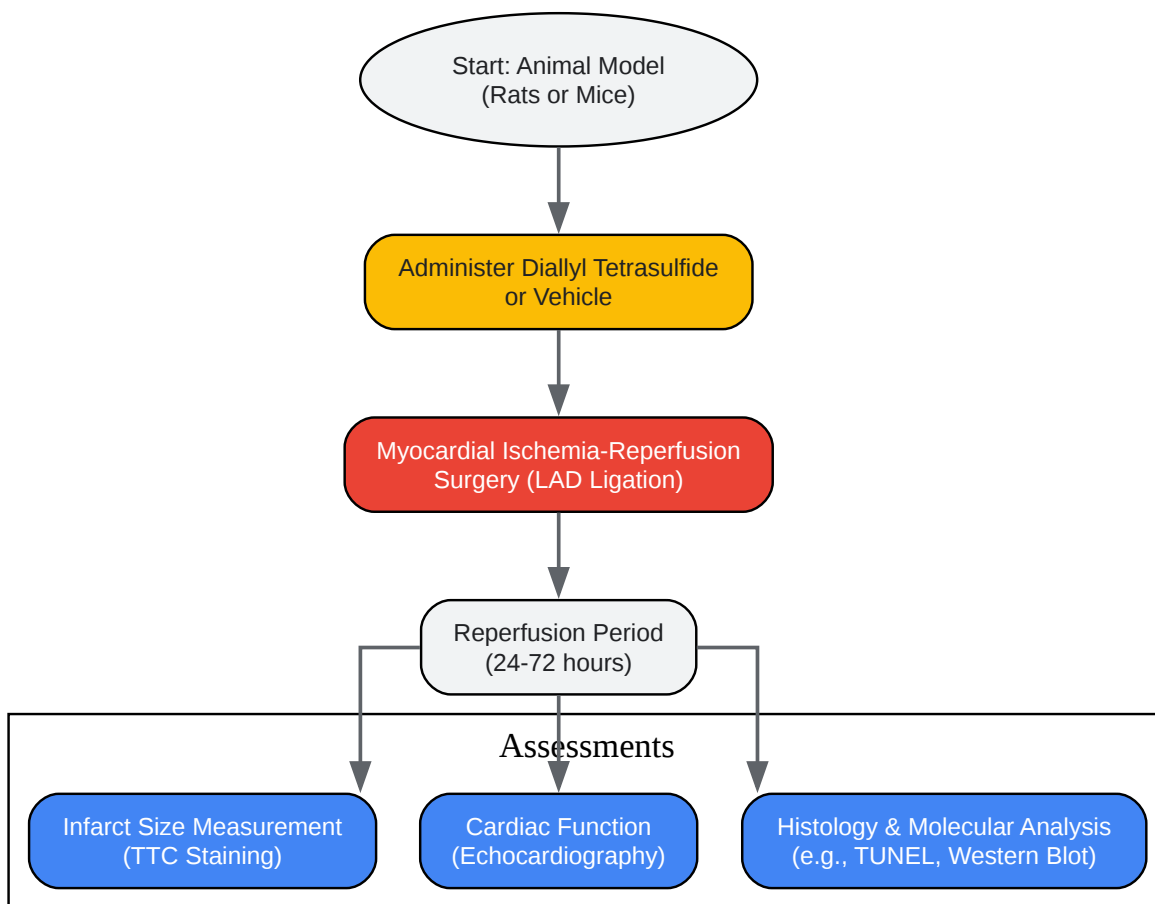 Start: Animal Model
(Rats or Mice)
Administer Diallyl Tetrasulfide
or Vehicle
Myocardial Ischemia-Reperfusion
Surgery (LAD Ligation)
Reperfusion Period
(24-72 hours)
Assessments
Infarct Size Measurement
(TTC Staining)
Cardiac Function
(Echocardiography)
Histology & Molecular Analysis
(e.g., TUNEL, Western Blot)